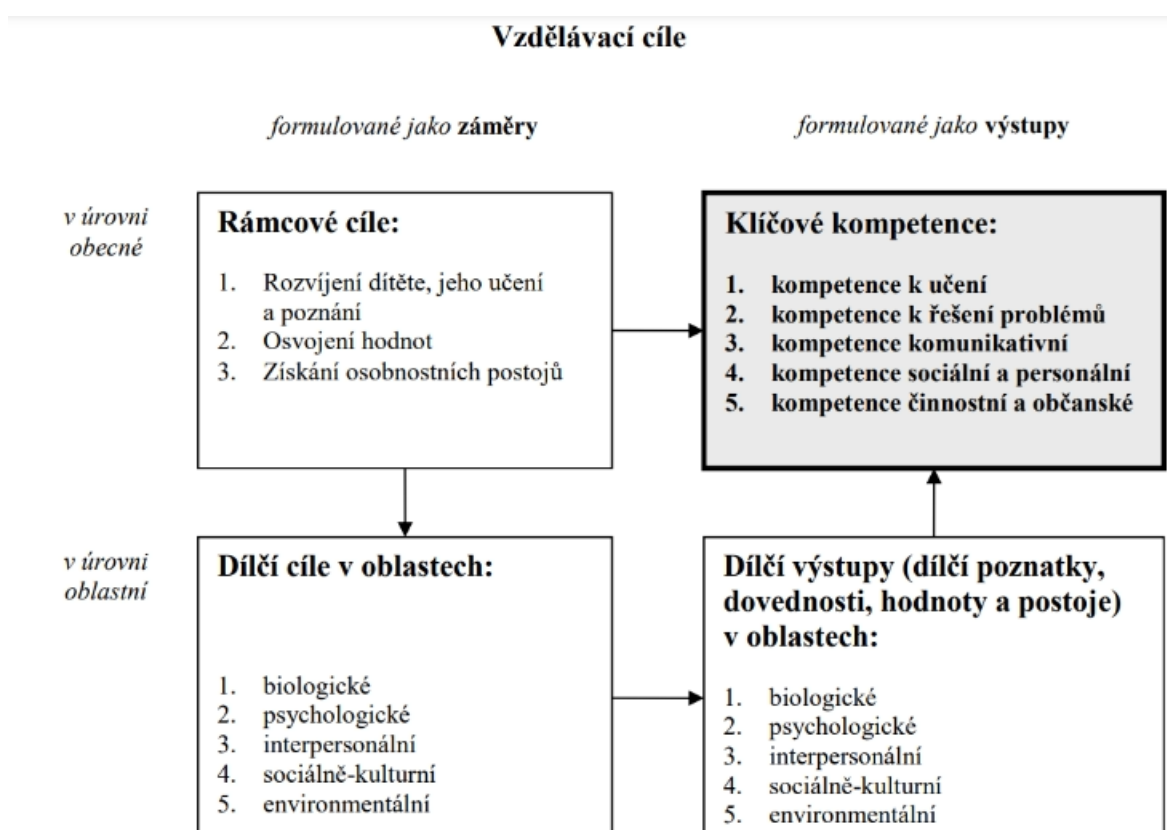 Vzdělávací cíle
formulované jako záměry
formulované jako výstupy
v úrovni
obecné
Rámcové cíle:
1. Rozvíjení dítěte, jeho učení
a poznání
2. Osvojení hodnot
3. Získání osobnostních postojů
Klíčové kompetence:
1. kompetence k učení
2. kompetence k řešení problémů
3. kompetence komunikativní
4. kompetence sociální a personální
5. kompetence činnostní a občanské
v úrovni
oblastní
Dílčí cíle v oblastech:
1. biologické
2. psychologické
3. interpersonální
4. sociálně-kulturní
5. environmentální
Dílčí výstupy (dílčí poznatky,
dovednosti, hodnoty a postoje)
v oblastech:
1. biologické
2. psychologické
3. interpersonální
4. sociálně-kulturní
5. environmentální